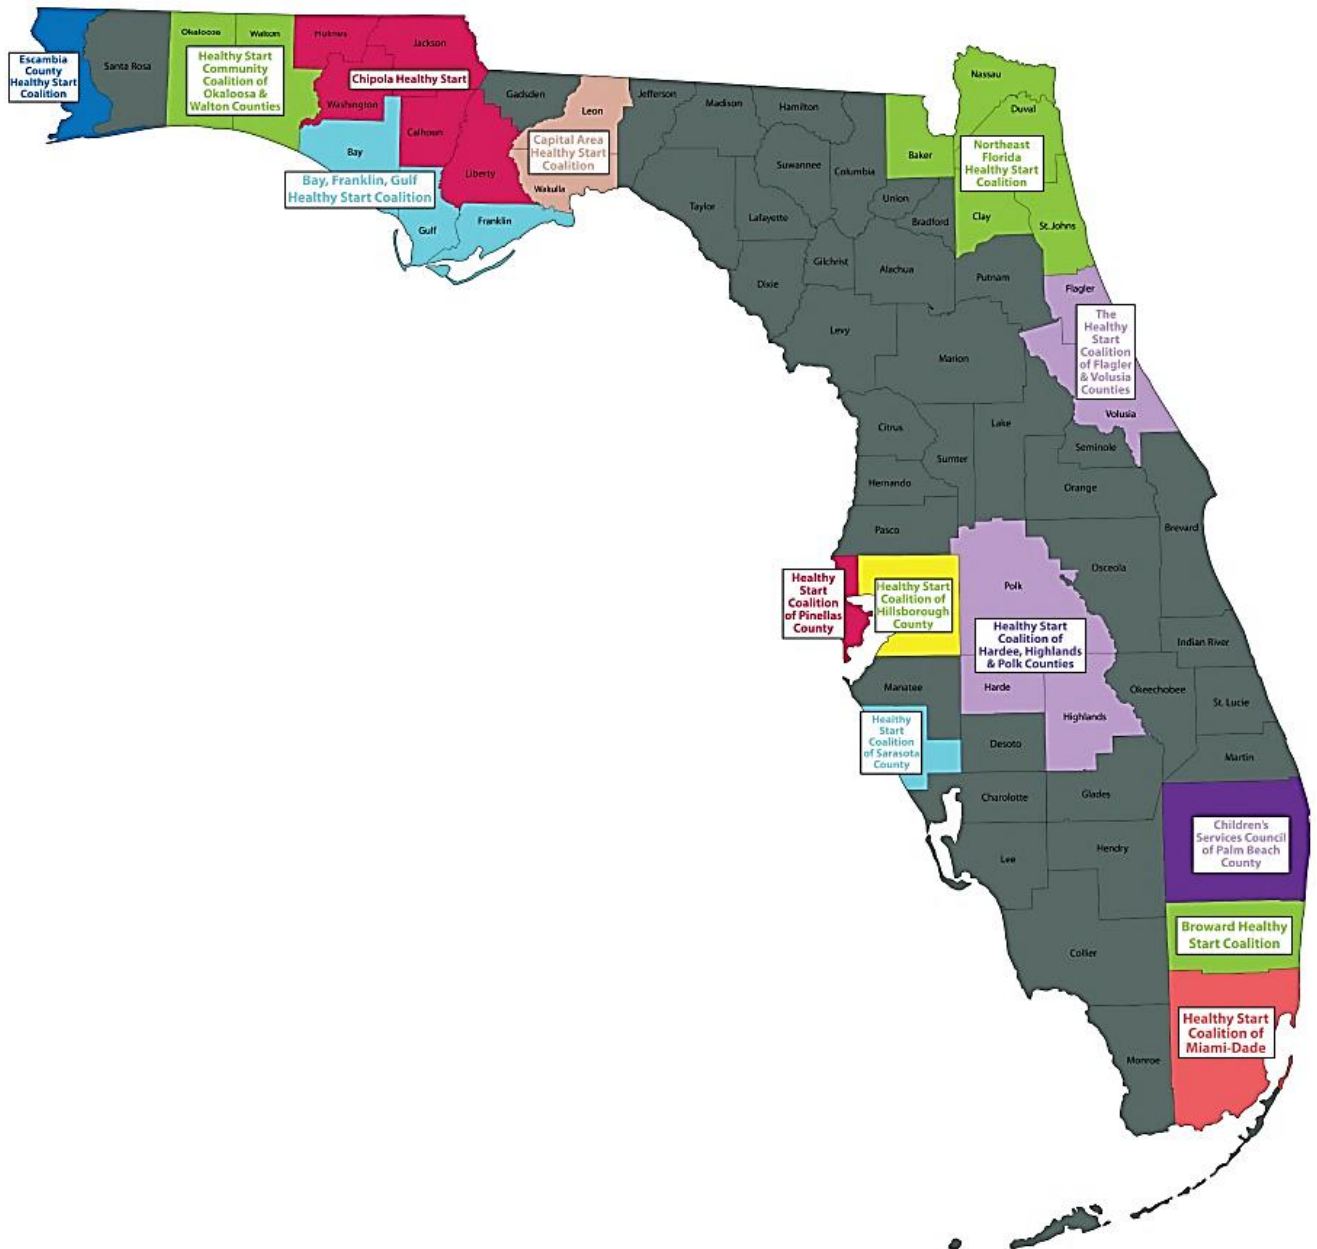 Escambia
County
Healthy Start
Coalition
Santa Rosa
Okaloosa
Walton
Healthy Start
Community
Coalition of
Okaloosa &
Walton Counties
Holmes
Jackson
Chipola Healthy Start
Washington
Calhoun
Liberty
Bay
Bay, Franklin, Gulf
Healthy Start Coalition
Gulf
Franklin
Gadsden
Leon
Capital Area
Healthy Start
Coalition
Wakulla
Jefferson
Madison
Hamilton
Suwannee
Columbia
Taylor
Lafayette
Dixie
Gilchrist
Union
Bradford
Alachua
Baker
Nassau
Duval
Northeast
Florida
Healthy Start
Coalition
Clay
St. Johns
Putnam
Flagler
The
Healthy
Start
Coalition
of Flagler
& Volusia
Counties
Volusia
Levy
Marion
Citrus
Lake
Sumter
Seminole
Hernando
Orange
Pasco
Brevard
Osceola
Healthy
Start
Coalition
of Pinellas
County
Healthy Start
Coalition of
Hillsborough
County
Polk
Healthy Start
Coalition of
Hardee, Highlands
& Polk Counties
Indian River
Manatee
Harde
Highlands
Okeechobee
St. Lucie
Healthy
Start
Coalition
of Sarasota
County
Desoto
Martin
Charolotte
Glades
Lee
Hendry
Children's
Services Council
of Palm Beach
County
Broward Healthy
Start Coalition
Collier
Healthy Start
Coalition of
Miami-Dade
Monroe